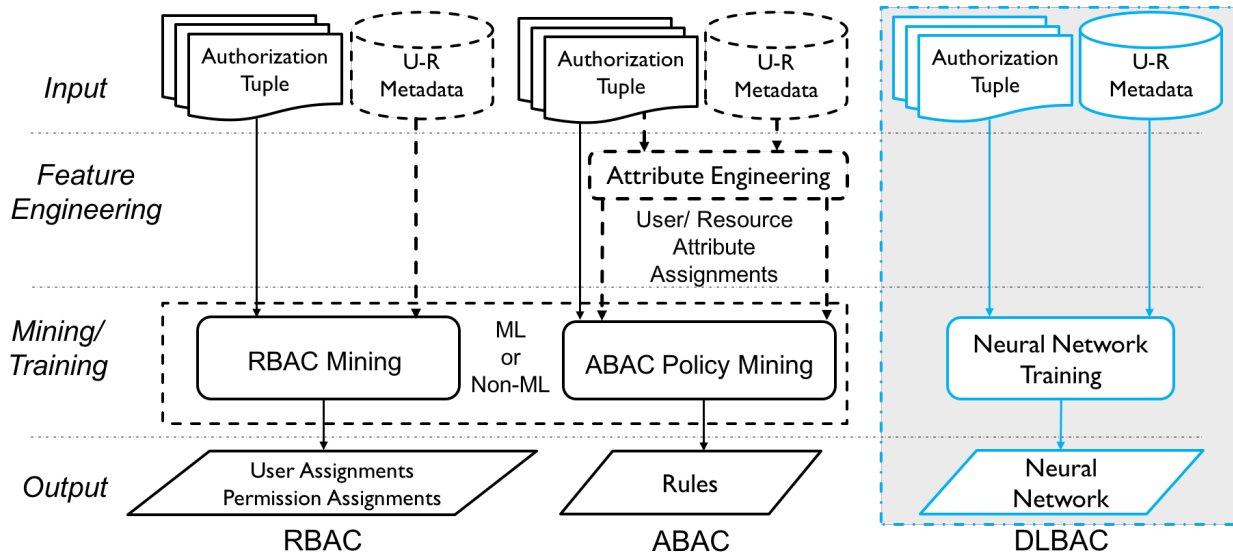 Input
Authorization
Tuple
U-R
Metadata
Authorization
Tuple
U-R
Metadata
Authorization
Tuple
U-R
Metadata
Feature
Engineering
Attribute Engineering
User/ Resource
Attribute
Assignments
Mining/
Training
RBAC Mining
ML
or
Non-ML
ABAC Policy Mining
Neural Network
Training
Output
User Assignments
Permission Assignments
Rules
Neural
Network
RBAC
ABAC
DLBAC